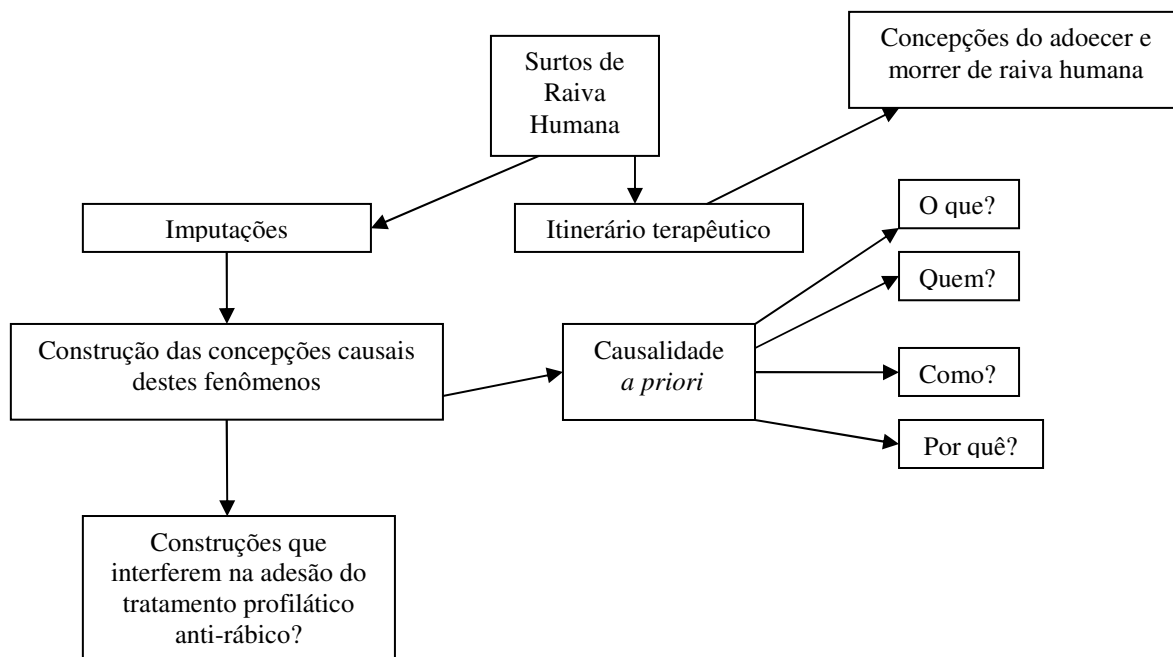 Surtos de
Raiva
Humana
Concepções do adoecer e
morrer de raiva humana
Imputações
Itinerário terapêutico
O que?
Quem?
Construção das concepções causais
destes fenômenos
Causalidade
a priori
Como?
Por quê?
Construções que
interferem na adesão do
tratamento profilático
anti-rábico?